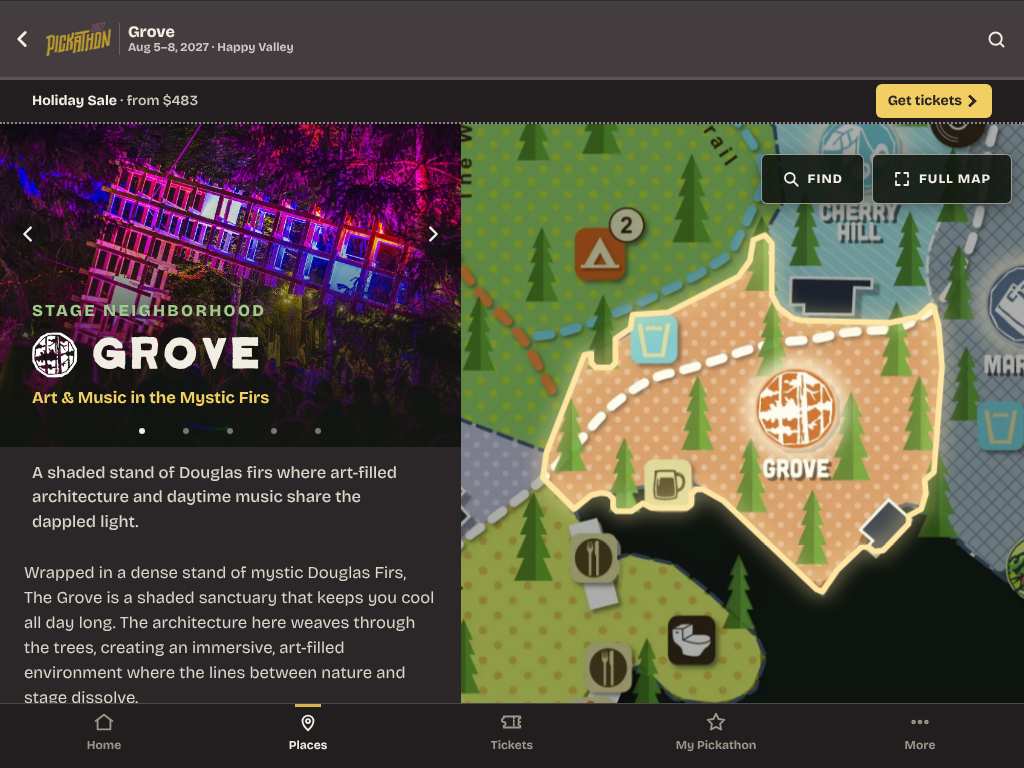 PICKATHON
Grove
Aug 5–8, 2027 · Happy Valley
Holiday Sale · from $483
Get tickets
STAGE NEIGHBORHOOD
GROVE
Art & Music in the Mystic Firs
A shaded stand of Douglas firs where art-filled
architecture and daytime music share the
dappled light.
Wrapped in a dense stand of mystic Douglas Firs,
The Grove is a shaded sanctuary that keeps you cool
all day long. The architecture here weaves through
the trees, creating an immersive, art-filled
environment where the lines between nature and
stage dissolve.
The W
rail
FIND
FULL MAP
CHERRY
HILL
2
MAR
GROVE
Home
Places
Tickets
My Pickathon
More